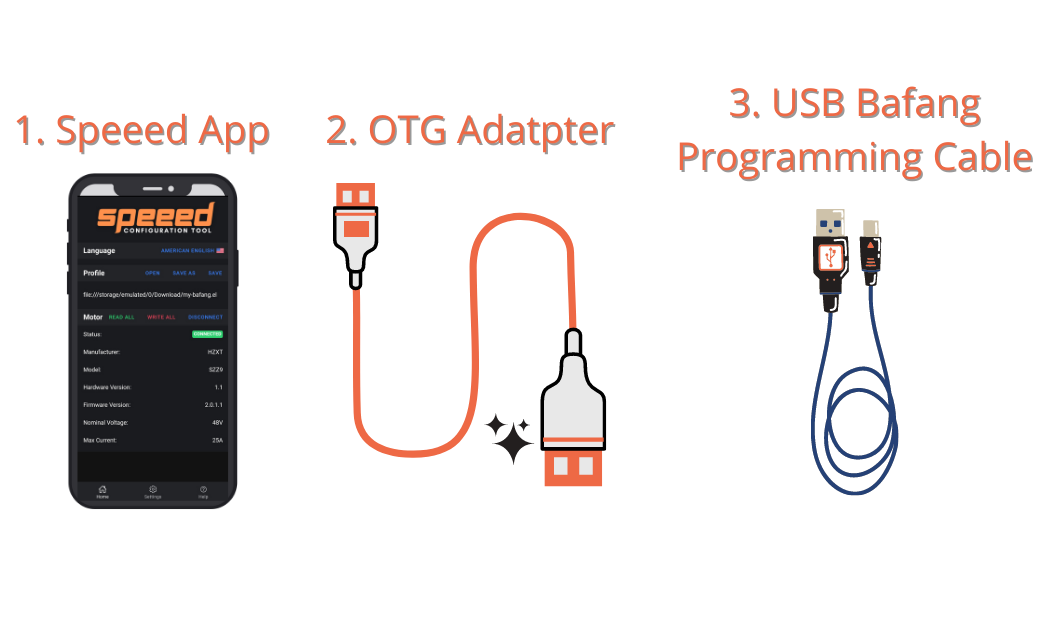 1. Speeed App
2. OTG Adatpter
3. USB Bafang
Programming Cable
speeed
CONFIGURATION TOOL
Language AMERICAN ENGLISH
Profile OPEN SAVE AS SAVE
file:///storage/emulated/0/Download/my-bafang.el
Motor READ ALL WRITE ALL DISCONNECT
Status: CONNECTED
Manufacturer: HZXT
Model: SZZ9
Hardware Version: 1.1
Firmware Version: 2.0.1.1
Nominal Voltage: 48V
Max Current: 25A
Home Settings Help